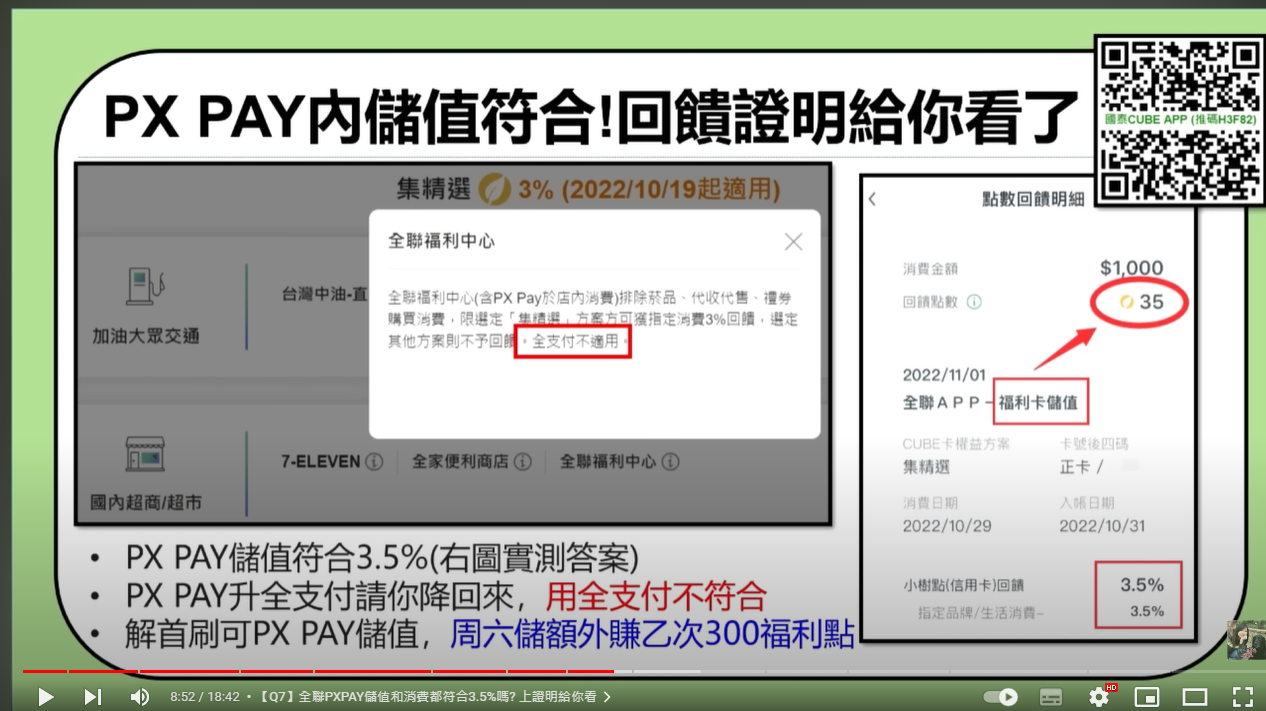 PX PAY內儲值符合!回饋證明給你看了
國泰CUBE APP (推碼H3F82)
集精選 3% (2022/10/19起適用)
加油大眾交通
台灣中油-直
全聯福利中心
全聯福利中心(含PX Pay於店內消費)排除菸品、代收代售、禮券
購買消費，限選定「集精選」方案方可獲指定消費3%回饋，選定
其他方案則不予回饋。全支付不適用。
國內超商/超市
7-ELEVEN 全家便利商店 全聯福利中心
點數回饋明細
消費金額 $1,000
回饋點數 35
2022/11/01
全聯ＡＰＰ－福利卡儲值
CUBE卡權益方案 卡號後四碼
集精選 正卡 /
消費日期 入帳日期
2022/10/29 2022/10/31
小樹點(信用卡)回饋 3.5%
指定品牌/生活消費– 3.5%
• PX PAY儲值符合3.5%(右圖實測答案)
• PX PAY升全支付請你降回來，用全支付不符合
• 解首刷可PX PAY儲值，周六儲額外賺乙次300福利點
8:52 / 18:42 •【Q7】全聯PXPAY儲值和消費都符合3.5%嗎? 上證明給你看
HD